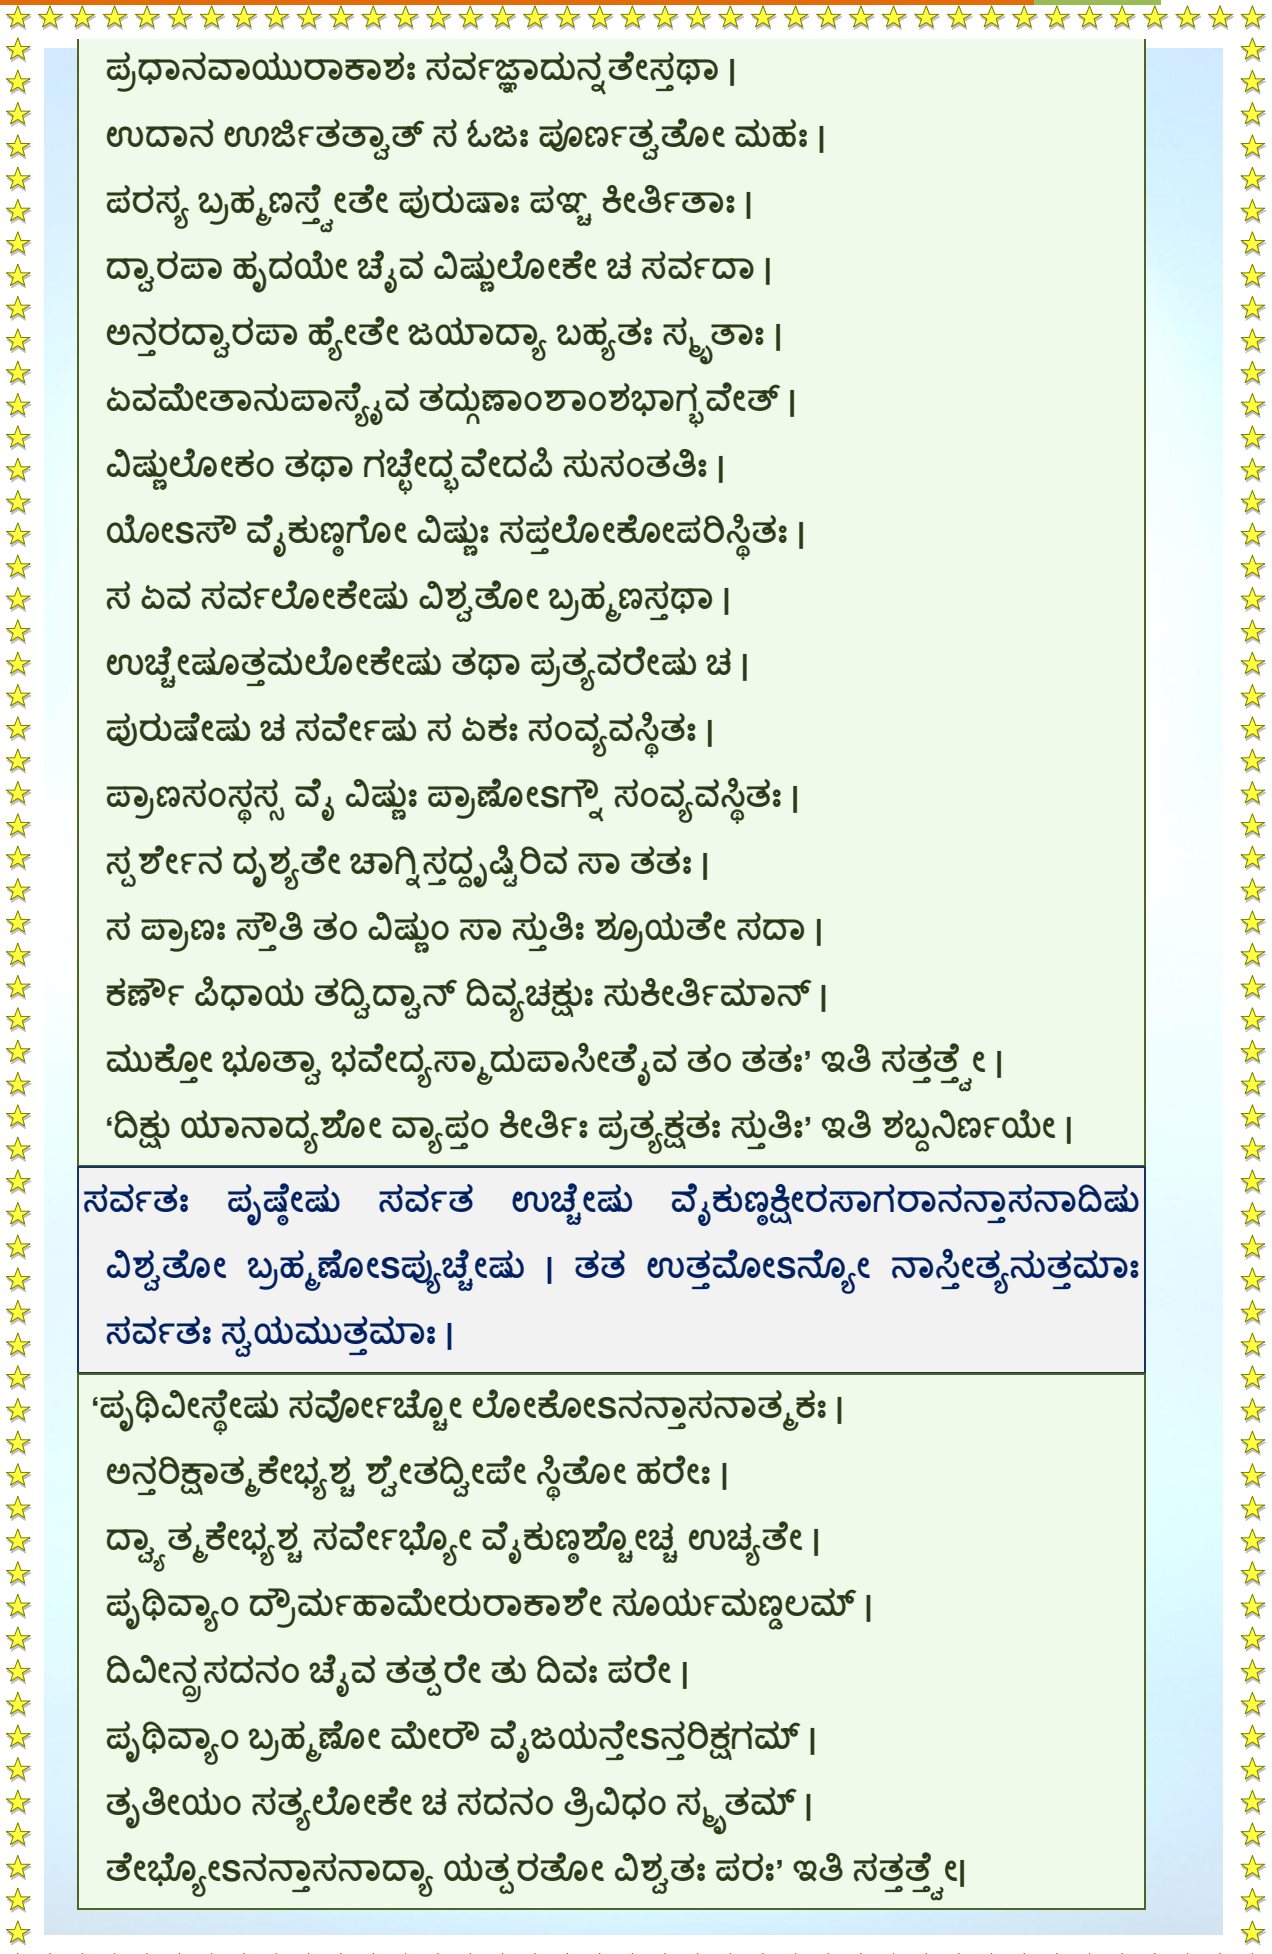 ಪ್ರಧಾನವಾಯುರಾಕಾಶಃ ಸರ್ವಜ್ಞಾದುನ್ನತೇಸ್ತಥಾ |
ಉದಾನ ಊರ್ಜಿತತ್ವಾತ್ ಸ ಓಜಃ ಪೂರ್ಣತ್ವತೋ ಮಹಃ |
ಪರಸ್ಯ ಬ್ರಹ್ಮಣಸ್ತ್ವೇತೇ ಪುರುಷಾಃ ಪಞ್ಚ ಕೀರ್ತಿತಾಃ |
ದ್ವಾರಪಾ ಹೃದಯೇ ಚೈವ ವಿಷ್ಣುಲೋಕೇ ಚ ಸರ್ವದಾ |
ಅನ್ತರದ್ವಾರಪಾ ಹ್ಯೇತೇ ಜಯಾದ್ಯಾ ಬಹ್ಯತಃ ಸ್ಮೃತಾಃ |
ಏವಮೇತಾನುಪಾಸ್ಯೈವ ತದ್ಗುಣಾಂಶಾಂಶಭಾಗ್ಭವೇತ್ |
ವಿಷ್ಣುಲೋಕಂ ತಥಾ ಗಚ್ಛೇದ್ಭವೇದಪಿ ಸುಸಂತತಿಃ |
ಯೋSಸೌ ವೈಕುಣ್ಠಗೋ ವಿಷ್ಣುಃ ಸಪ್ತಲೋಕೋಪರಿಸ್ಥಿತಃ |
ಸ ಏವ ಸರ್ವಲೋಕೇಷು ವಿಶ್ವತೋ ಬ್ರಹ್ಮಣಸ್ತಥಾ |
ಉಚ್ಚೇಷೂತ್ತಮಲೋಕೇಷು ತಥಾ ಪ್ರತ್ಯವರೇಷು ಚ |
ಪುರುಷೇಷು ಚ ಸರ್ವೇಷು ಸ ಏಕಃ ಸಂವ್ಯವಸ್ಥಿತಃ |
ಪ್ರಾಣಸಂಸ್ಥಸ್ಸ ವೈ ವಿಷ್ಣುಃ ಪ್ರಾಣೋSಗ್ನೌ ಸಂವ್ಯವಸ್ಥಿತಃ |
ಸ್ಪರ್ಶೇನ ದೃಶ್ಯತೇ ಚಾಗ್ನಿಸ್ತದ್ದೃಷ್ಟಿರಿವ ಸಾ ತತಃ |
ಸ ಪ್ರಾಣಃ ಸ್ತೌತಿ ತಂ ವಿಷ್ಣುಂ ಸಾ ಸ್ತುತಿಃ ಶ್ರೂಯತೇ ಸದಾ |
ಕರ್ಣೌ ಪಿಧಾಯ ತದ್ವಿದ್ವಾನ್ ದಿವ್ಯಚಕ್ಷುಃ ಸುಕೀರ್ತಿಮಾನ್ |
ಮುಕ್ತೋ ಭೂತ್ವಾ ಭವೇದ್ಯಸ್ಮಾದುಪಾಸೀತೈವ ತಂ ತತಃ’ ಇತಿ ಸತ್ತತ್ತ್ವೇ |
‘ದಿಕ್ಷು ಯಾನಾದ್ಯಶೋ ವ್ಯಾಪ್ತಂ ಕೀರ್ತಿಃ ಪ್ರತ್ಯಕ್ಷತಃ ಸ್ತುತಿಃ’ ಇತಿ ಶಬ್ದನಿರ್ಣಯೇ |
ಸರ್ವತಃ ಪೃಷ್ಠೇಷು ಸರ್ವತ ಉಚ್ಚೇಷು ವೈಕುಣ್ಠಕ್ಷೀರಸಾಗರಾನನ್ತಾಸನಾದಿಷು
ವಿಶ್ವತೋ ಬ್ರಹ್ಮಣೋSಪ್ಯುಚ್ಚೇಷು | ತತ ಉತ್ತಮೋSನ್ಯೋ ನಾಸ್ತೀತ್ಯನುತ್ತಮಾಃ
ಸರ್ವತಃ ಸ್ವಯಮುತ್ತಮಾಃ |
‘ಪೃಥಿವೀಸ್ಥೇಷು ಸರ್ವೋಚ್ಚೋ ಲೋಕೋSನನ್ತಾಸನಾತ್ಮಕಃ |
ಅನ್ತರಿಕ್ಷಾತ್ಮಕೇಭ್ಯಶ್ಚ ಶ್ವೇತದ್ವೀಪೇ ಸ್ಥಿತೋ ಹರೇಃ |
ದ್ವ್ಯಾತ್ಮಕೇಭ್ಯಶ್ಚ ಸರ್ವೇಭ್ಯೋ ವೈಕುಣ್ಠಶ್ಚೋಚ್ಚ ಉಚ್ಯತೇ |
ಪೃಥಿವ್ಯಾಂ ದ್ರೌರ್ಮಹಾಮೇರುರಾಕಾಶೇ ಸೂರ್ಯಮಣ್ಡಲಮ್ |
ದಿವೀನ್ದ್ರಸದನಂ ಚೈವ ತತ್ಪರೇ ತು ದಿವಃ ಪರೇ |
ಪೃಥಿವ್ಯಾಂ ಬ್ರಹ್ಮಣೋ ಮೇರೌ ವೈಜಯನ್ತೇSನ್ತರಿಕ್ಷಗಮ್ |
ತೃತೀಯಂ ಸತ್ಯಲೋಕೇ ಚ ಸದನಂ ತ್ರಿವಿಧಂ ಸ್ಮೃತಮ್ |
ತೇಭ್ಯೋSನನ್ತಾಸನಾದ್ಯಾ ಯತ್ಪರತೋ ವಿಶ್ವತಃ ಪರಃ’ ಇತಿ ಸತ್ತತ್ತ್ವೇ|